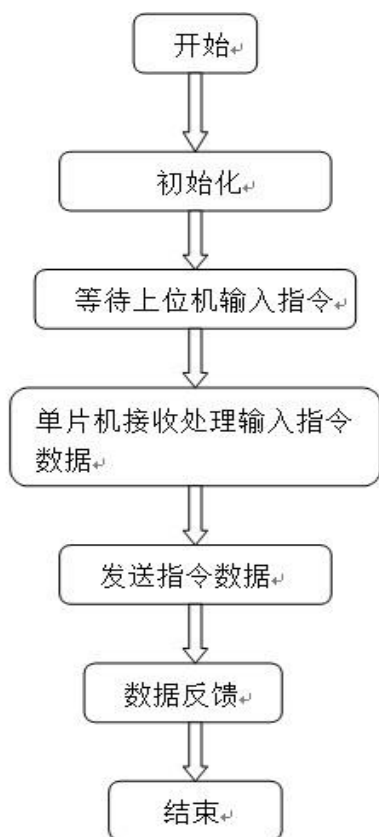 开始
初始化
等待上位机输入指令
单片机接收处理输入指令
数据
发送指令数据
数据反馈
结束